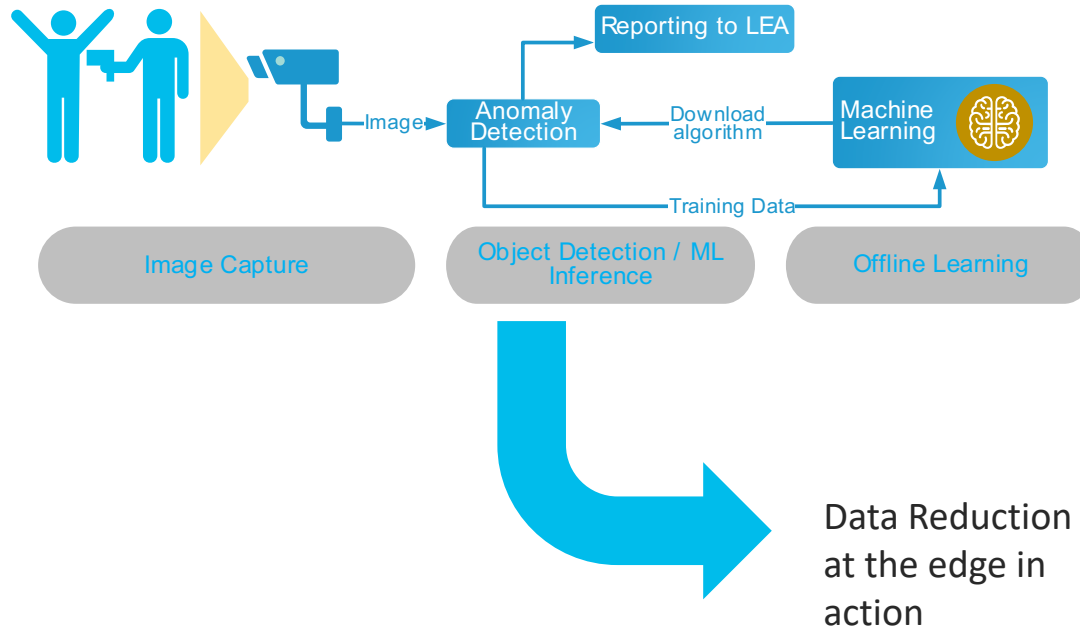 Reporting to LEA
Image
Anomaly
Detection
Download
algorithm
Machine
Learning
Training Data
Image Capture
Object Detection / ML
Inference
Offline Learning
Data Reduction
at the edge in
action